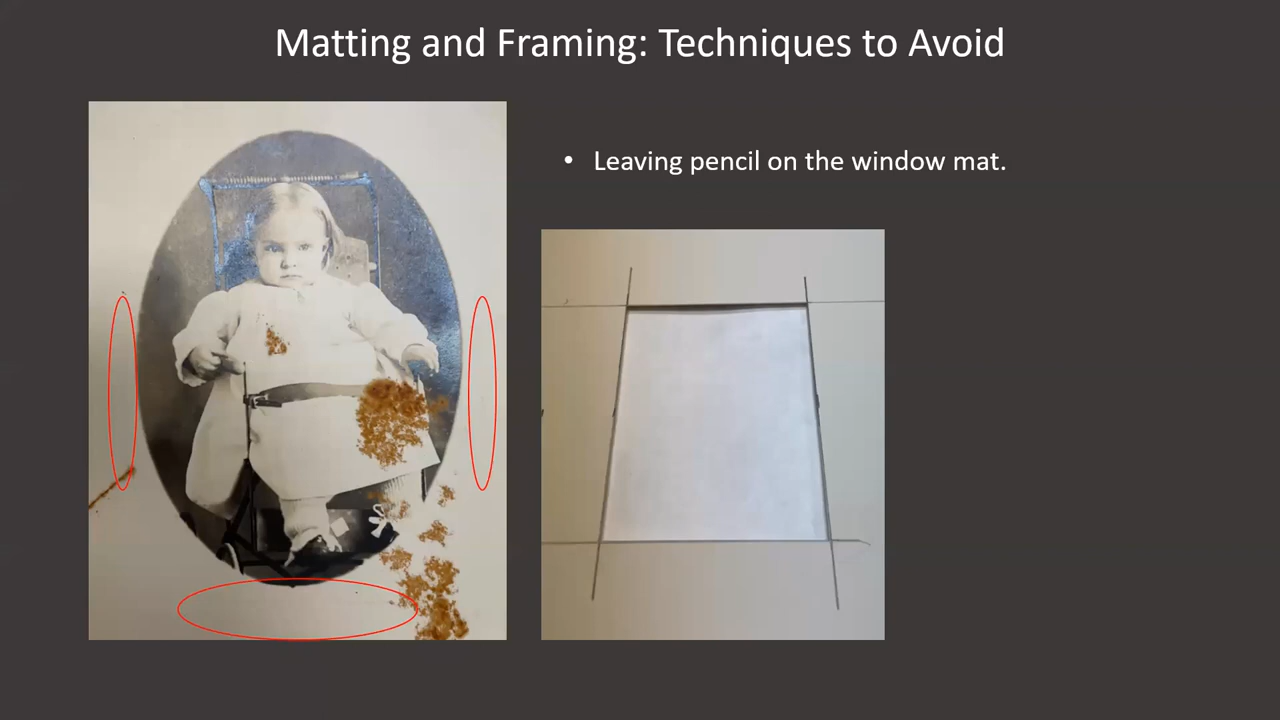 Matting and Framing: Techniques to Avoid
• Leaving pencil on the window mat.